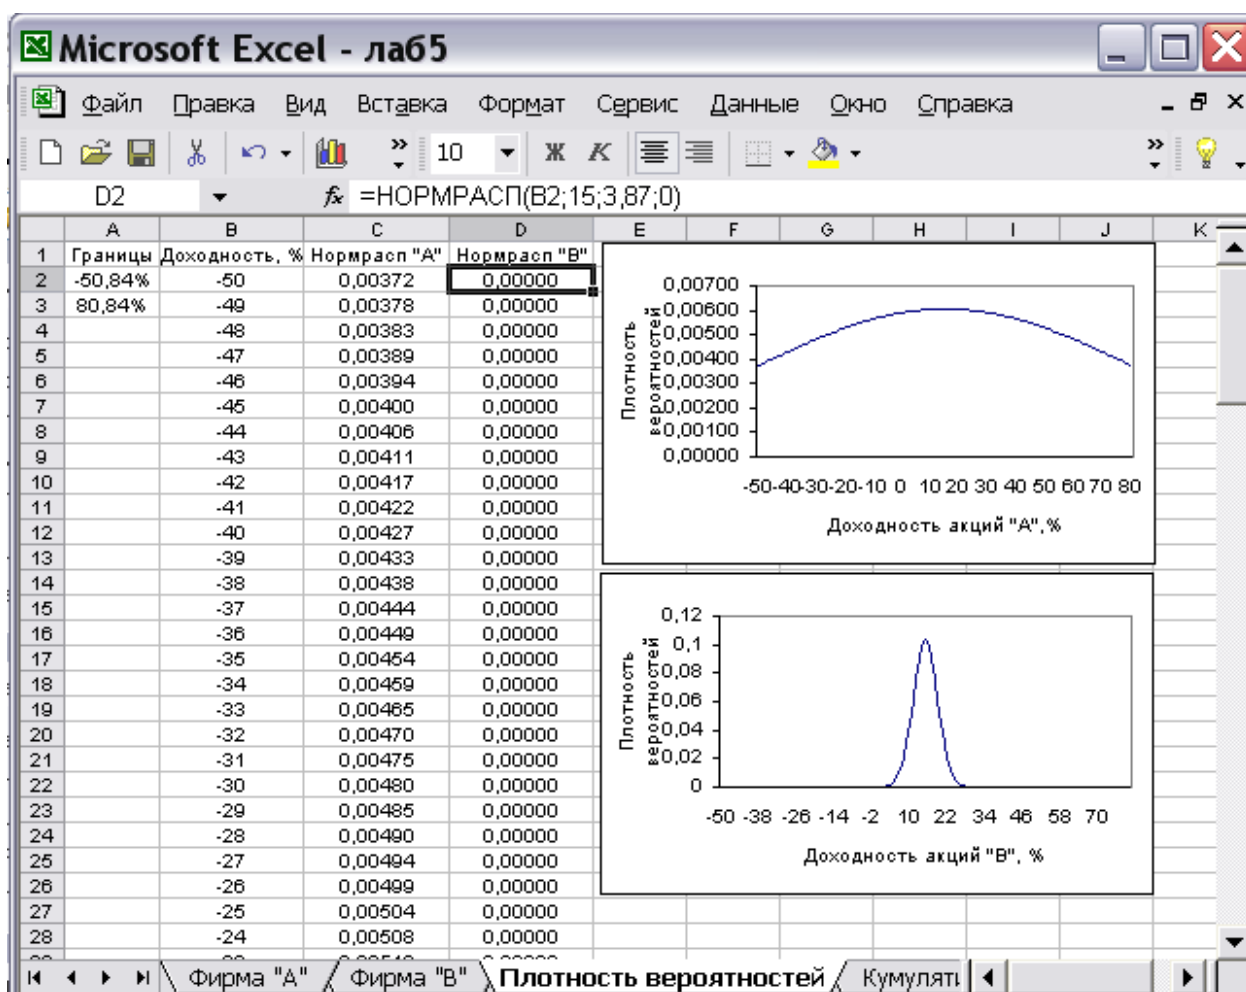 Microsoft Excel - лаб5
Файл Правка Вид Вставка Формат Сервис Данные Окно Справка
10 Ж К
D2 fx =НОРМРАСП(B2;15;3,87;0)
A B C D E F G H I J K
1 Границы Доходность, % Нормрасп "А" Нормрасп "В"
2 -50,84% -50 0,00372 0,00000
3 80,84% -49 0,00378 0,00000
4 -48 0,00383 0,00000
5 -47 0,00389 0,00000
6 -46 0,00394 0,00000
7 -45 0,00400 0,00000
8 -44 0,00406 0,00000
9 -43 0,00411 0,00000
10 -42 0,00417 0,00000
11 -41 0,00422 0,00000
12 -40 0,00427 0,00000
13 -39 0,00433 0,00000
14 -38 0,00438 0,00000
15 -37 0,00444 0,00000
16 -36 0,00449 0,00000
17 -35 0,00454 0,00000
18 -34 0,00459 0,00000
19 -33 0,00465 0,00000
20 -32 0,00470 0,00000
21 -31 0,00475 0,00000
22 -30 0,00480 0,00000
23 -29 0,00485 0,00000
24 -28 0,00490 0,00000
25 -27 0,00494 0,00000
26 -26 0,00499 0,00000
27 -25 0,00504 0,00000
28 -24 0,00508 0,00000
Плотность
вероятностей
0,00700
0,00600
0,00500
0,00400
0,00300
0,00200
0,00100
0,00000
-50 -40 -30 -20 -10 0 10 20 30 40 50 60 70 80
Доходность акций "А",%
Плотность
вероятностей
0,12
0,1
0,08
0,06
0,04
0,02
0
-50 -38 -26 -14 -2 10 22 34 46 58 70
Доходность акций "В", %
Фирма "А" Фирма "В" Плотность вероятностей Кумуляти